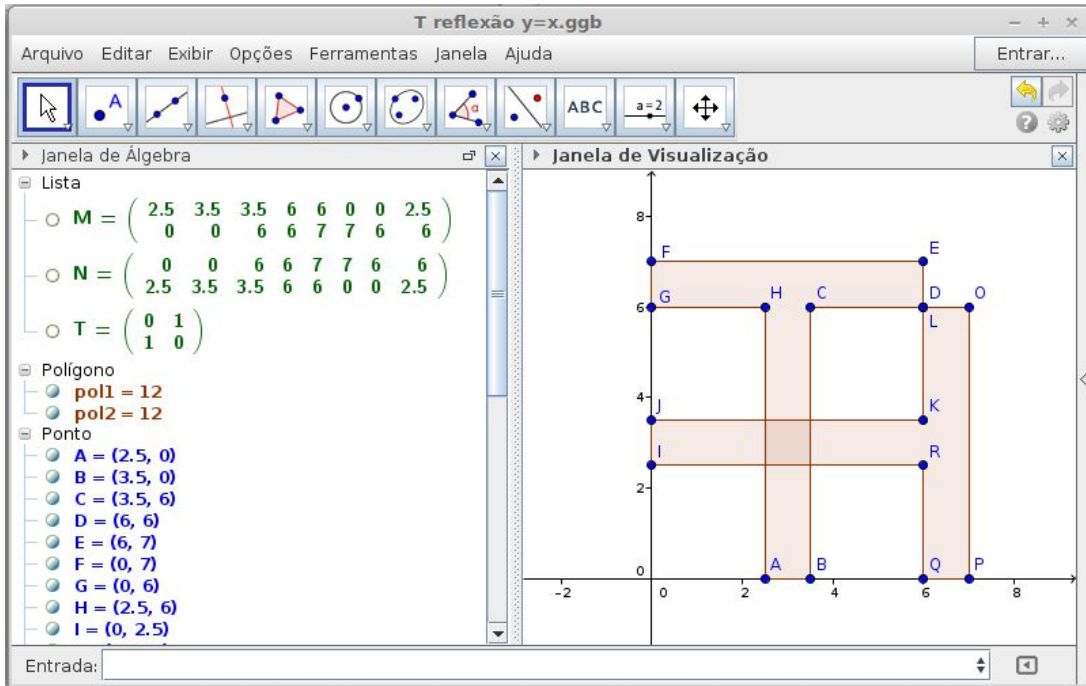 T reflexão y=x.ggb
Arquivo Editar Exibir Opções Ferramentas Janela Ajuda
Entrar...
A
α
ABC
a=2
Janela de Álgebra
Janela de Visualização
Lista
M = ( 2.5 3.5 3.5 6 6 0 0 2.5
0 0 6 6 7 7 6 6 )
N = ( 0 0 6 6 7 7 6 6
2.5 3.5 3.5 6 6 0 0 2.5 )
T = ( 0 1
1 0 )
Polígono
pol1 = 12
pol2 = 12
Ponto
A = (2.5, 0)
B = (3.5, 0)
C = (3.5, 6)
D = (6, 6)
E = (6, 7)
F = (0, 7)
G = (0, 6)
H = (2.5, 6)
I = (0, 2.5)
8
F E
6 G H C D O
L
4
J K
I R
2
0 A B Q P
-2 0 2 4 6 8
Entrada: